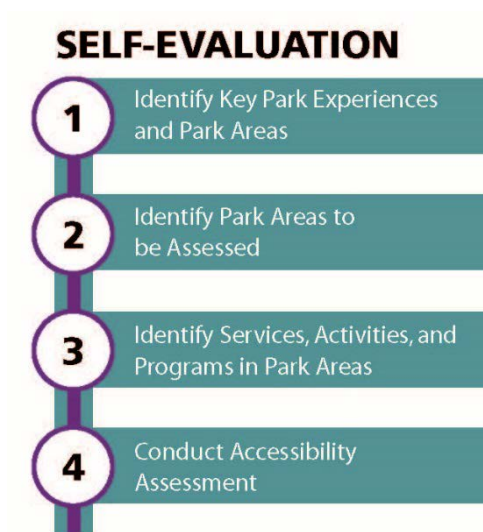 SELF-EVALUATION
1
Identify Key Park Experiences
and Park Areas
2
Identify Park Areas to
be Assessed
3
Identify Services, Activities, and
Programs in Park Areas
4
Conduct Accessibility
Assessment